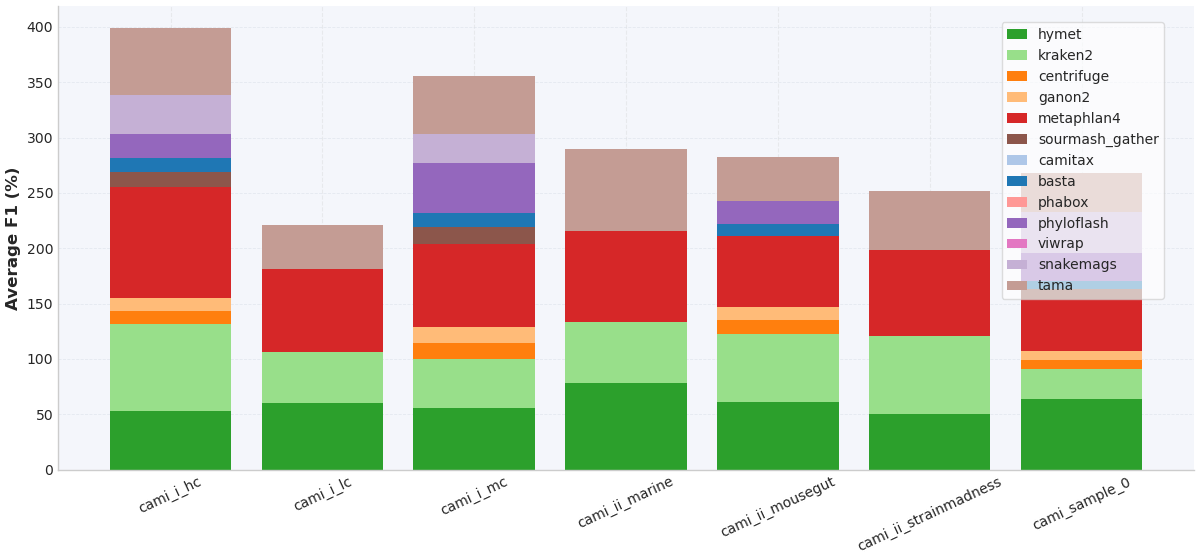 400
350
300
250
200
150
100
50
0
Average F1 (%)
cami_i_hc
cami_i_lc
cami_i_mc
cami_ii_marine
cami_ii_mousegut
cami_ii_strainmadness
cami_sample_0
hymet
kraken2
centrifuge
ganon2
metaphlan4
sourmash_gather
camitax
basta
phabox
phyloflash
viwrap
snakemags
tama